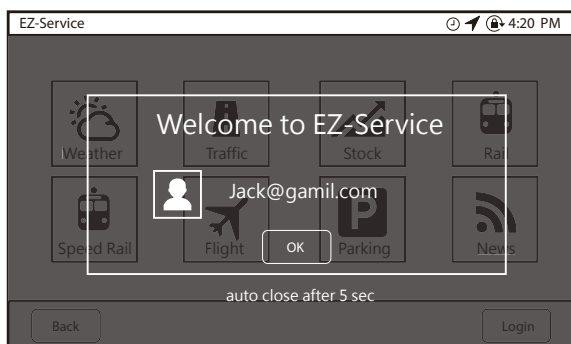 EZ-Service 4:20 PM
Welcome to EZ-Service
Weather Traffic Stock Rail
Jack@gamil.com
P
Speed Rail Flight OK Parking News
auto close after 5 sec
Back Login